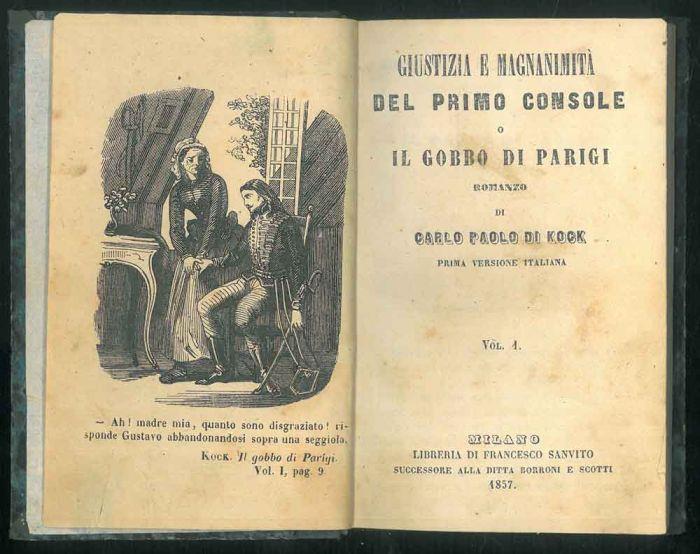 — Ah! madre mia, quanto sono disgraziato! ri-
sponde Gustavo abbandonandosi sopra una seggiola.
KOCK. Il gobbo di Parigi.
Vol. I, pag. 9.
GIUSTIZIA E MAGNANIMITÀ
DEL PRIMO CONSOLE
O
IL GOBBO DI PARIGI
ROMANZO
DI
CARLO PAOLO DI KOCK
PRIMA VERSIONE ITALIANA
VOL. 1.
MILANO
LIBRERIA DI FRANCESCO SANVITO
SUCCESSORE ALLA DITTA BORRONI E SCOTTI
1857.